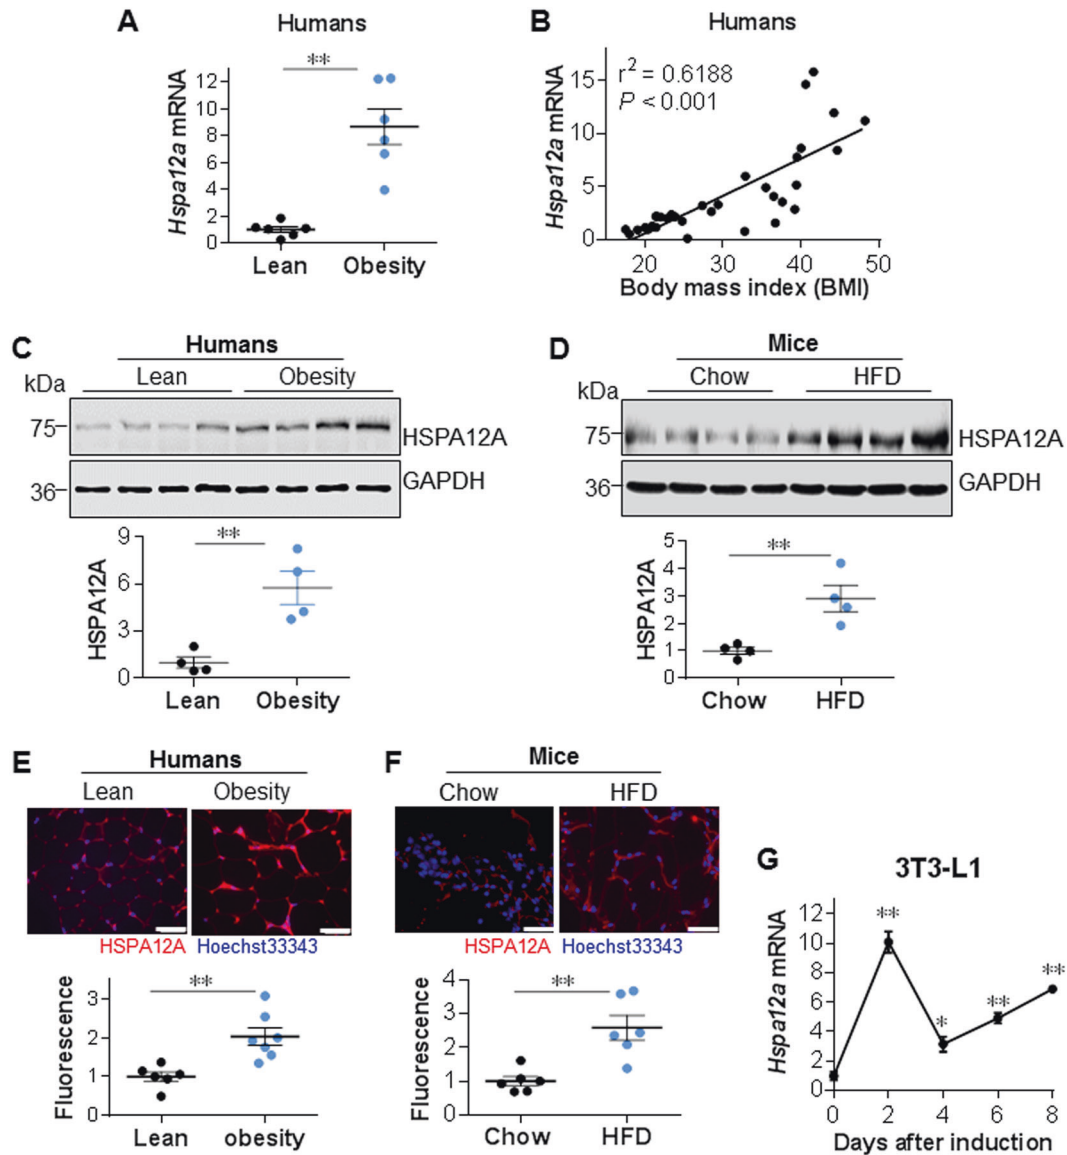 A
Humans
**
Hspa12a mRNA
12
10
8
6
4
2
0
Lean Obesity
B
Humans
r2 = 0.6188
P < 0.001
Hspa12a mRNA
15
10
5
0
20 30 40 50
Body mass index (BMI)
C
Humans
kDa
Lean Obesity
75
HSPA12A
36
GAPDH
**
HSPA12A
9
6
3
0
Lean Obesity
D
Mice
kDa
Chow HFD
75
HSPA12A
36
GAPDH
**
HSPA12A
5
4
3
2
1
0
Chow HFD
E
Humans
Lean Obesity
HSPA12A Hoechst33343
**
Fluorescence
3
2
1
0
Lean obesity
F
Mice
Chow HFD
HSPA12A Hoechst33343
**
Fluorescence
4
3
2
1
0
Chow HFD
G
3T3-L1
Hspa12a mRNA
12
10
8
6
4
2
0
**
*
**
**
0 2 4 6 8
Days after induction